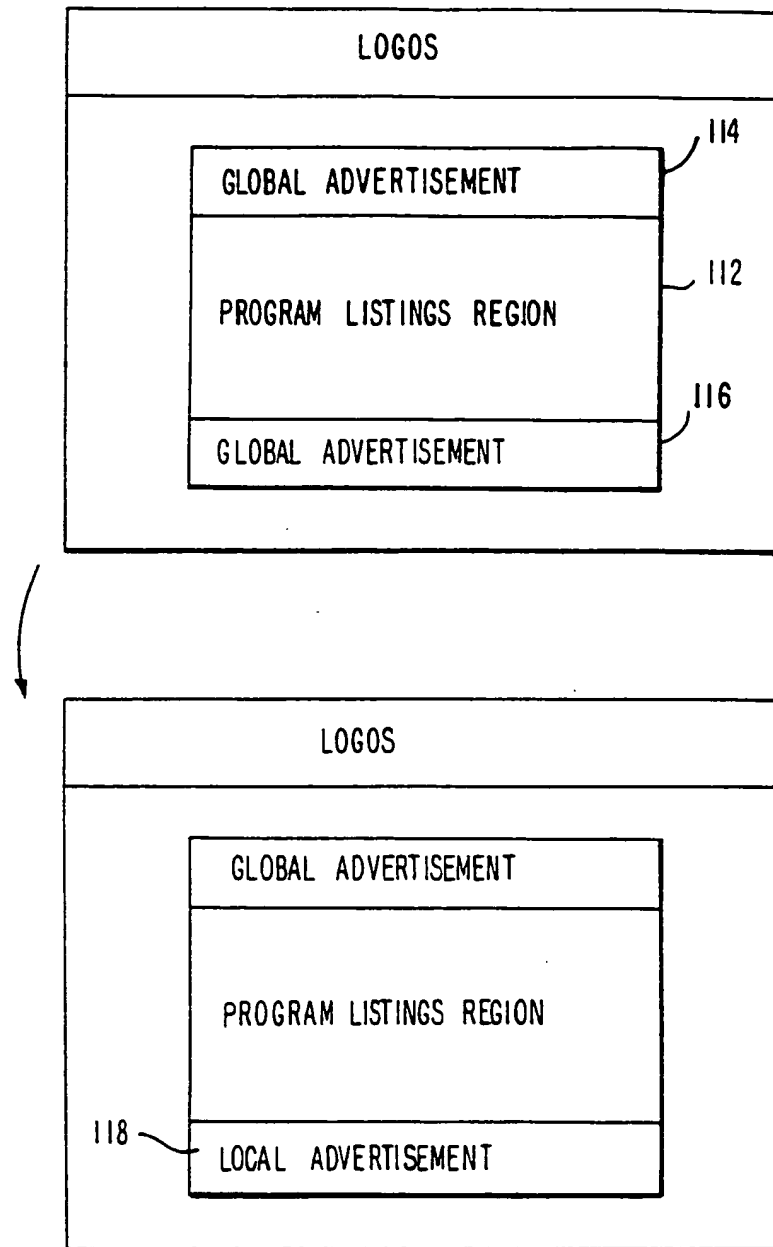 LOGOS
114
GLOBAL ADVERTISEMENT
112
PROGRAM LISTINGS REGION
116
GLOBAL ADVERTISEMENT
LOGOS
GLOBAL ADVERTISEMENT
PROGRAM LISTINGS REGION
118
LOCAL ADVERTISEMENT